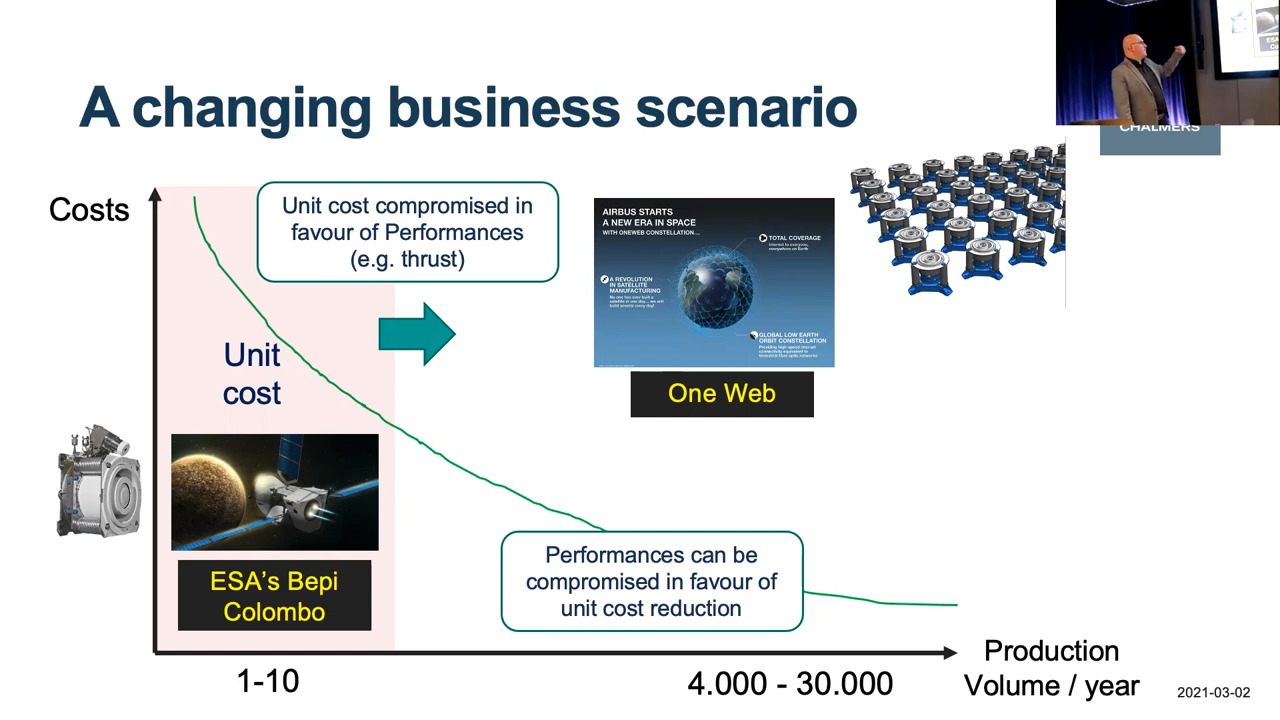 A changing business scenario
CHALMERS
Costs
Unit cost compromised in
favour of Performances
(e.g. thrust)
AIRBUS STARTS
A NEW ERA IN SPACE
WITH ONEWEB CONSTELLATION...
TOTAL COVERAGE
A REVOLUTION
IN SATELLITE
MANUFACTURING
GLOBAL LOW EARTH
ORBIT CONSTELLATION
One Web
Unit
cost
ESA's Bepi
Colombo
Performances can be
compromised in favour of
unit cost reduction
1-10
4.000 - 30.000
Production
Volume / year
2021-03-02